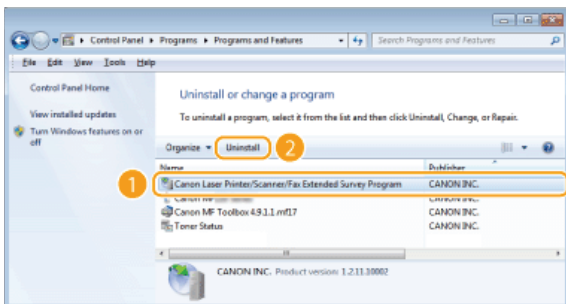 Control Panel ▸ Programs ▸ Programs and Features
Search Programs and Features
File Edit View Tools Help
Control Panel Home
View installed updates
Turn Windows features on or
off
Uninstall or change a program
To uninstall a program, select it from the list and then click Uninstall, Change, or Repair.
Organize Uninstall 2
Name Publisher
1 Canon Laser Printer/Scanner/Fax Extended Survey Program CANON INC.
Canon CANON INC.
Canon MF Toolbox 4.9.1.1.mf17 CANON INC.
Toner Status CANON INC.
CANON INC. Product version: 1.2.11.10002